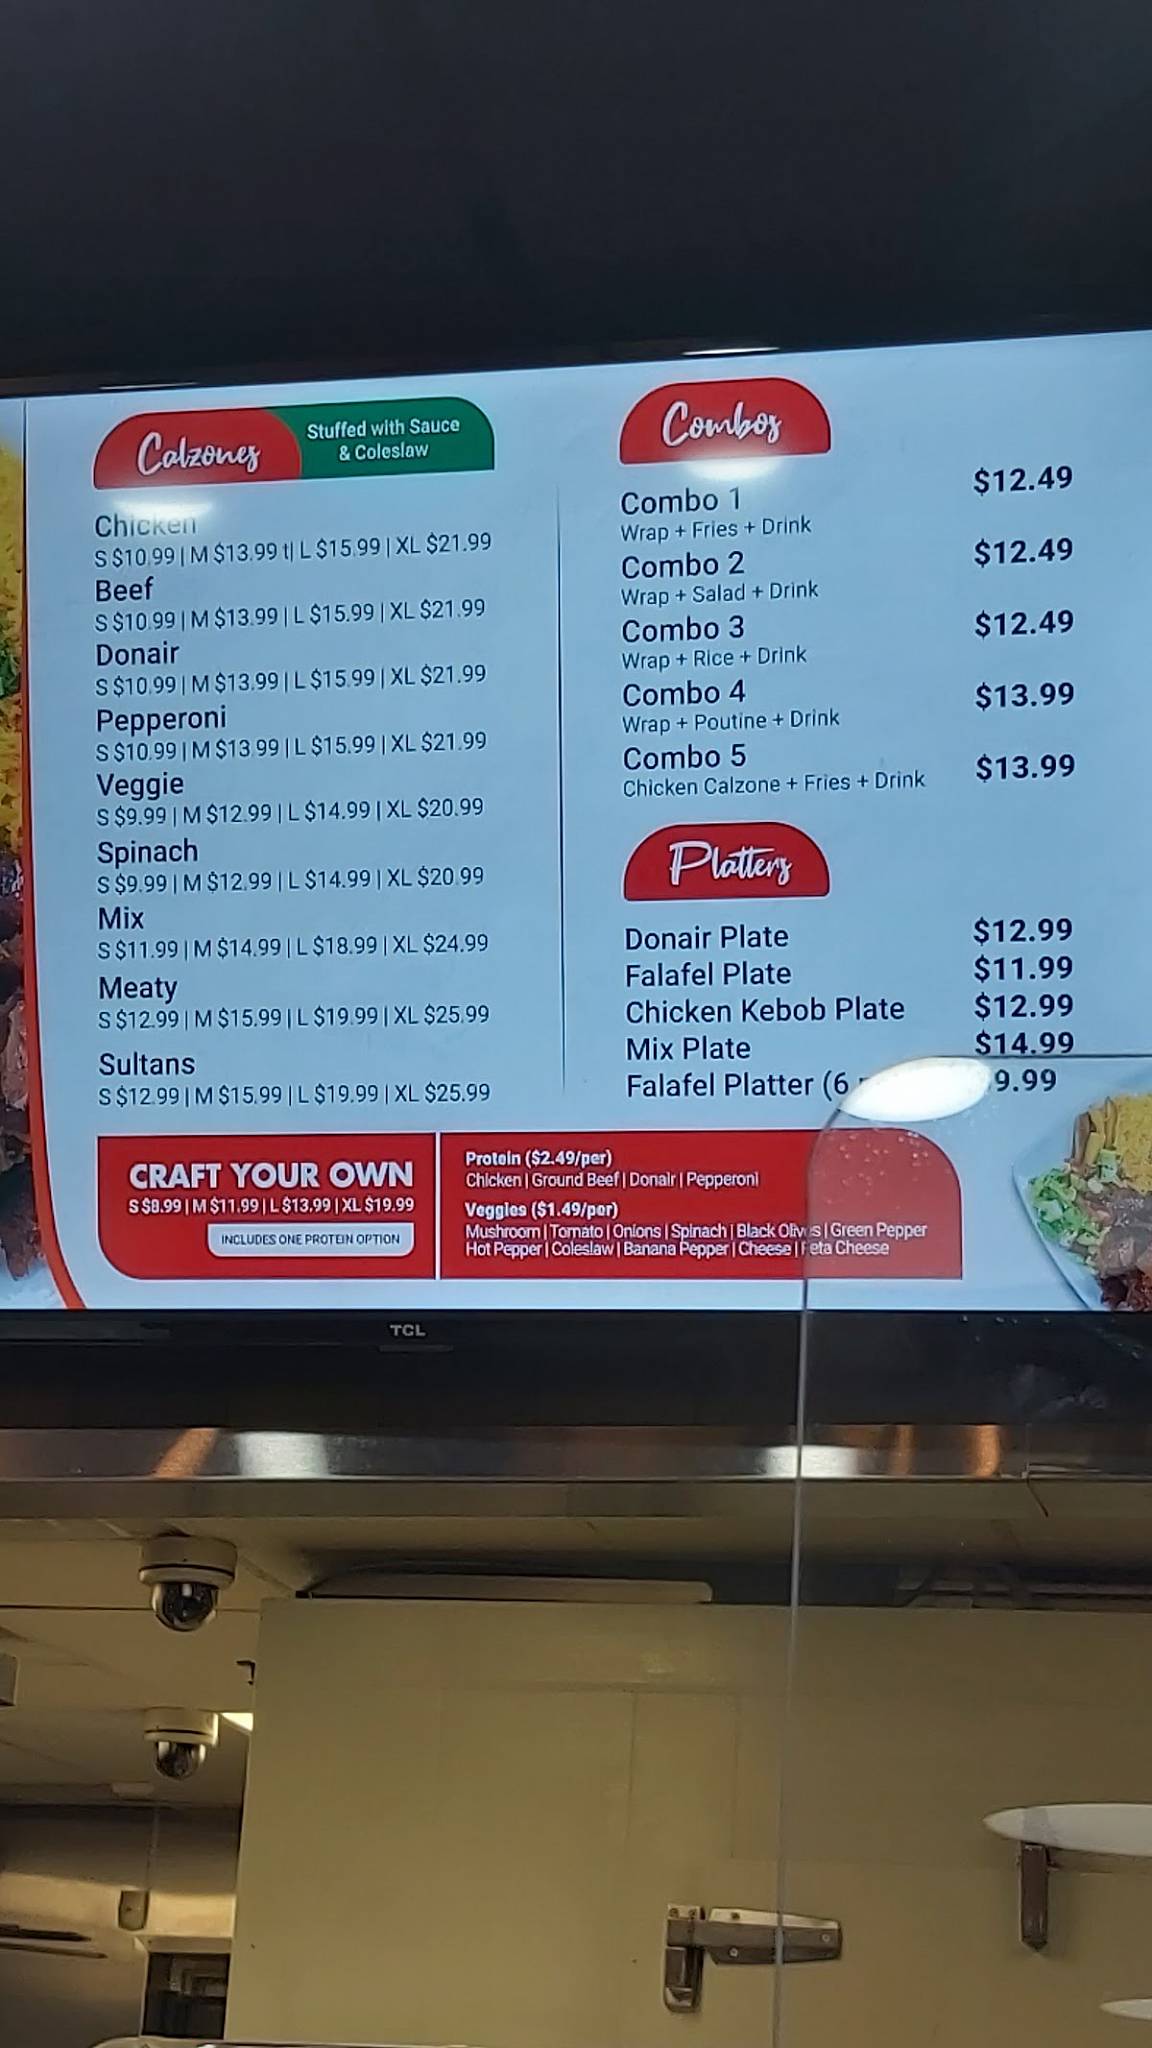 Calzones
Stuffed with Sauce
& Coleslaw
Chicken
S $10.99 | M $13.99 t| L $15.99 | XL $21.99
Beef
S $10.99 | M $13.99 | L $15.99 | XL $21.99
Donair
S $10.99 | M $13.99 | L $15.99 | XL $21.99
Pepperoni
S $10.99 | M $13.99 | L $15.99 | XL $21.99
Veggie
S $9.99 | M $12.99 | L $14.99 | XL $20.99
Spinach
S $9.99 | M $12.99 | L $14.99 | XL $20.99
Mix
S $11.99 | M $14.99 | L $18.99 | XL $24.99
Meaty
S $12.99 | M $15.99 | L $19.99 | XL $25.99
Sultans
S $12.99 | M $15.99 | L $19.99 | XL $25.99
Combos
Combo 1 $12.49
Wrap + Fries + Drink
Combo 2 $12.49
Wrap + Salad + Drink
Combo 3 $12.49
Wrap + Rice + Drink
Combo 4 $13.99
Wrap + Poutine + Drink
Combo 5 $13.99
Chicken Calzone + Fries + Drink
Platters
Donair Plate $12.99
Falafel Plate $11.99
Chicken Kebob Plate $12.99
Mix Plate $14.99
Falafel Platter (6 9.99
CRAFT YOUR OWN
S $8.99 | M $11.99 | L $13.99 | XL $19.99
INCLUDES ONE PROTEIN OPTION
Protein ($2.49/per)
Chicken | Ground Beef | Donair | Pepperoni
Veggies ($1.49/per)
Mushroom | Tomato | Onions | Spinach | Black Olives | Green Pepper
Hot Pepper | Coleslaw | Banana Pepper | Cheese | Feta Cheese
TCL